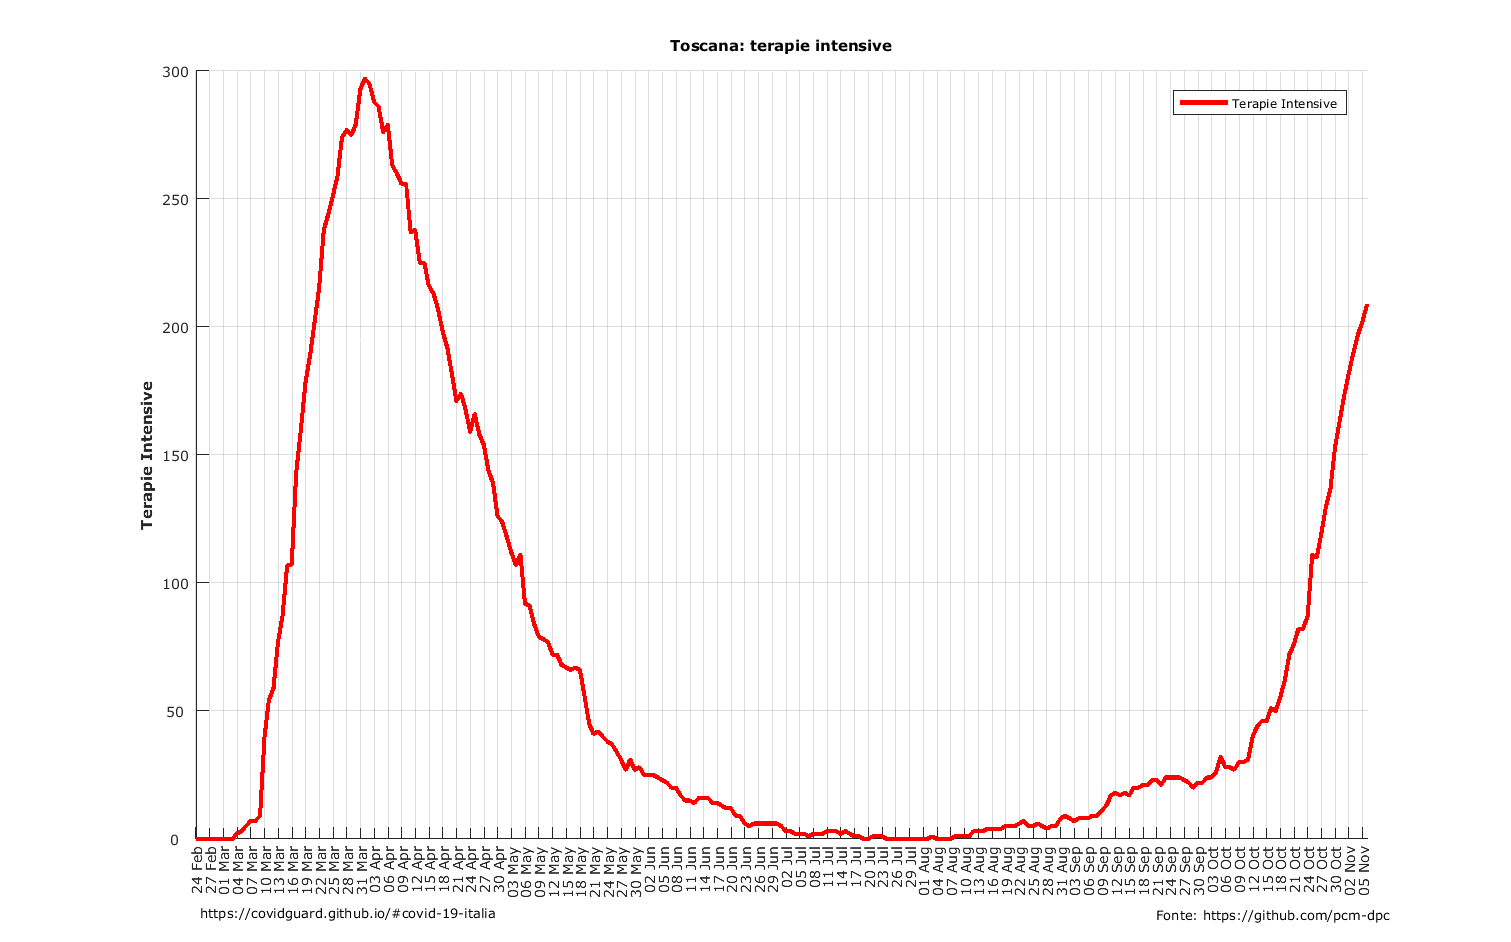 Toscana: terapie intensive
Terapie Intensive
Terapie Intensive
300
250
200
150
100
50
0
24 Feb
27 Feb
01 Mar
04 Mar
07 Mar
10 Mar
13 Mar
16 Mar
19 Mar
22 Mar
25 Mar
28 Mar
31 Mar
03 Apr
06 Apr
09 Apr
12 Apr
15 Apr
18 Apr
21 Apr
24 Apr
27 Apr
30 Apr
03 May
06 May
09 May
12 May
15 May
18 May
21 May
24 May
27 May
30 May
02 Jun
05 Jun
08 Jun
11 Jun
14 Jun
17 Jun
20 Jun
23 Jun
26 Jun
29 Jun
02 Jul
05 Jul
08 Jul
11 Jul
14 Jul
17 Jul
20 Jul
23 Jul
26 Jul
29 Jul
01 Aug
04 Aug
07 Aug
10 Aug
13 Aug
16 Aug
19 Aug
22 Aug
25 Aug
28 Aug
31 Aug
03 Sep
06 Sep
09 Sep
12 Sep
15 Sep
18 Sep
21 Sep
24 Sep
27 Sep
30 Sep
03 Oct
06 Oct
09 Oct
12 Oct
15 Oct
18 Oct
21 Oct
24 Oct
27 Oct
30 Oct
02 Nov
05 Nov
https://covidguard.github.io/#covid-19-italia
Fonte: https://github.com/pcm-dpc